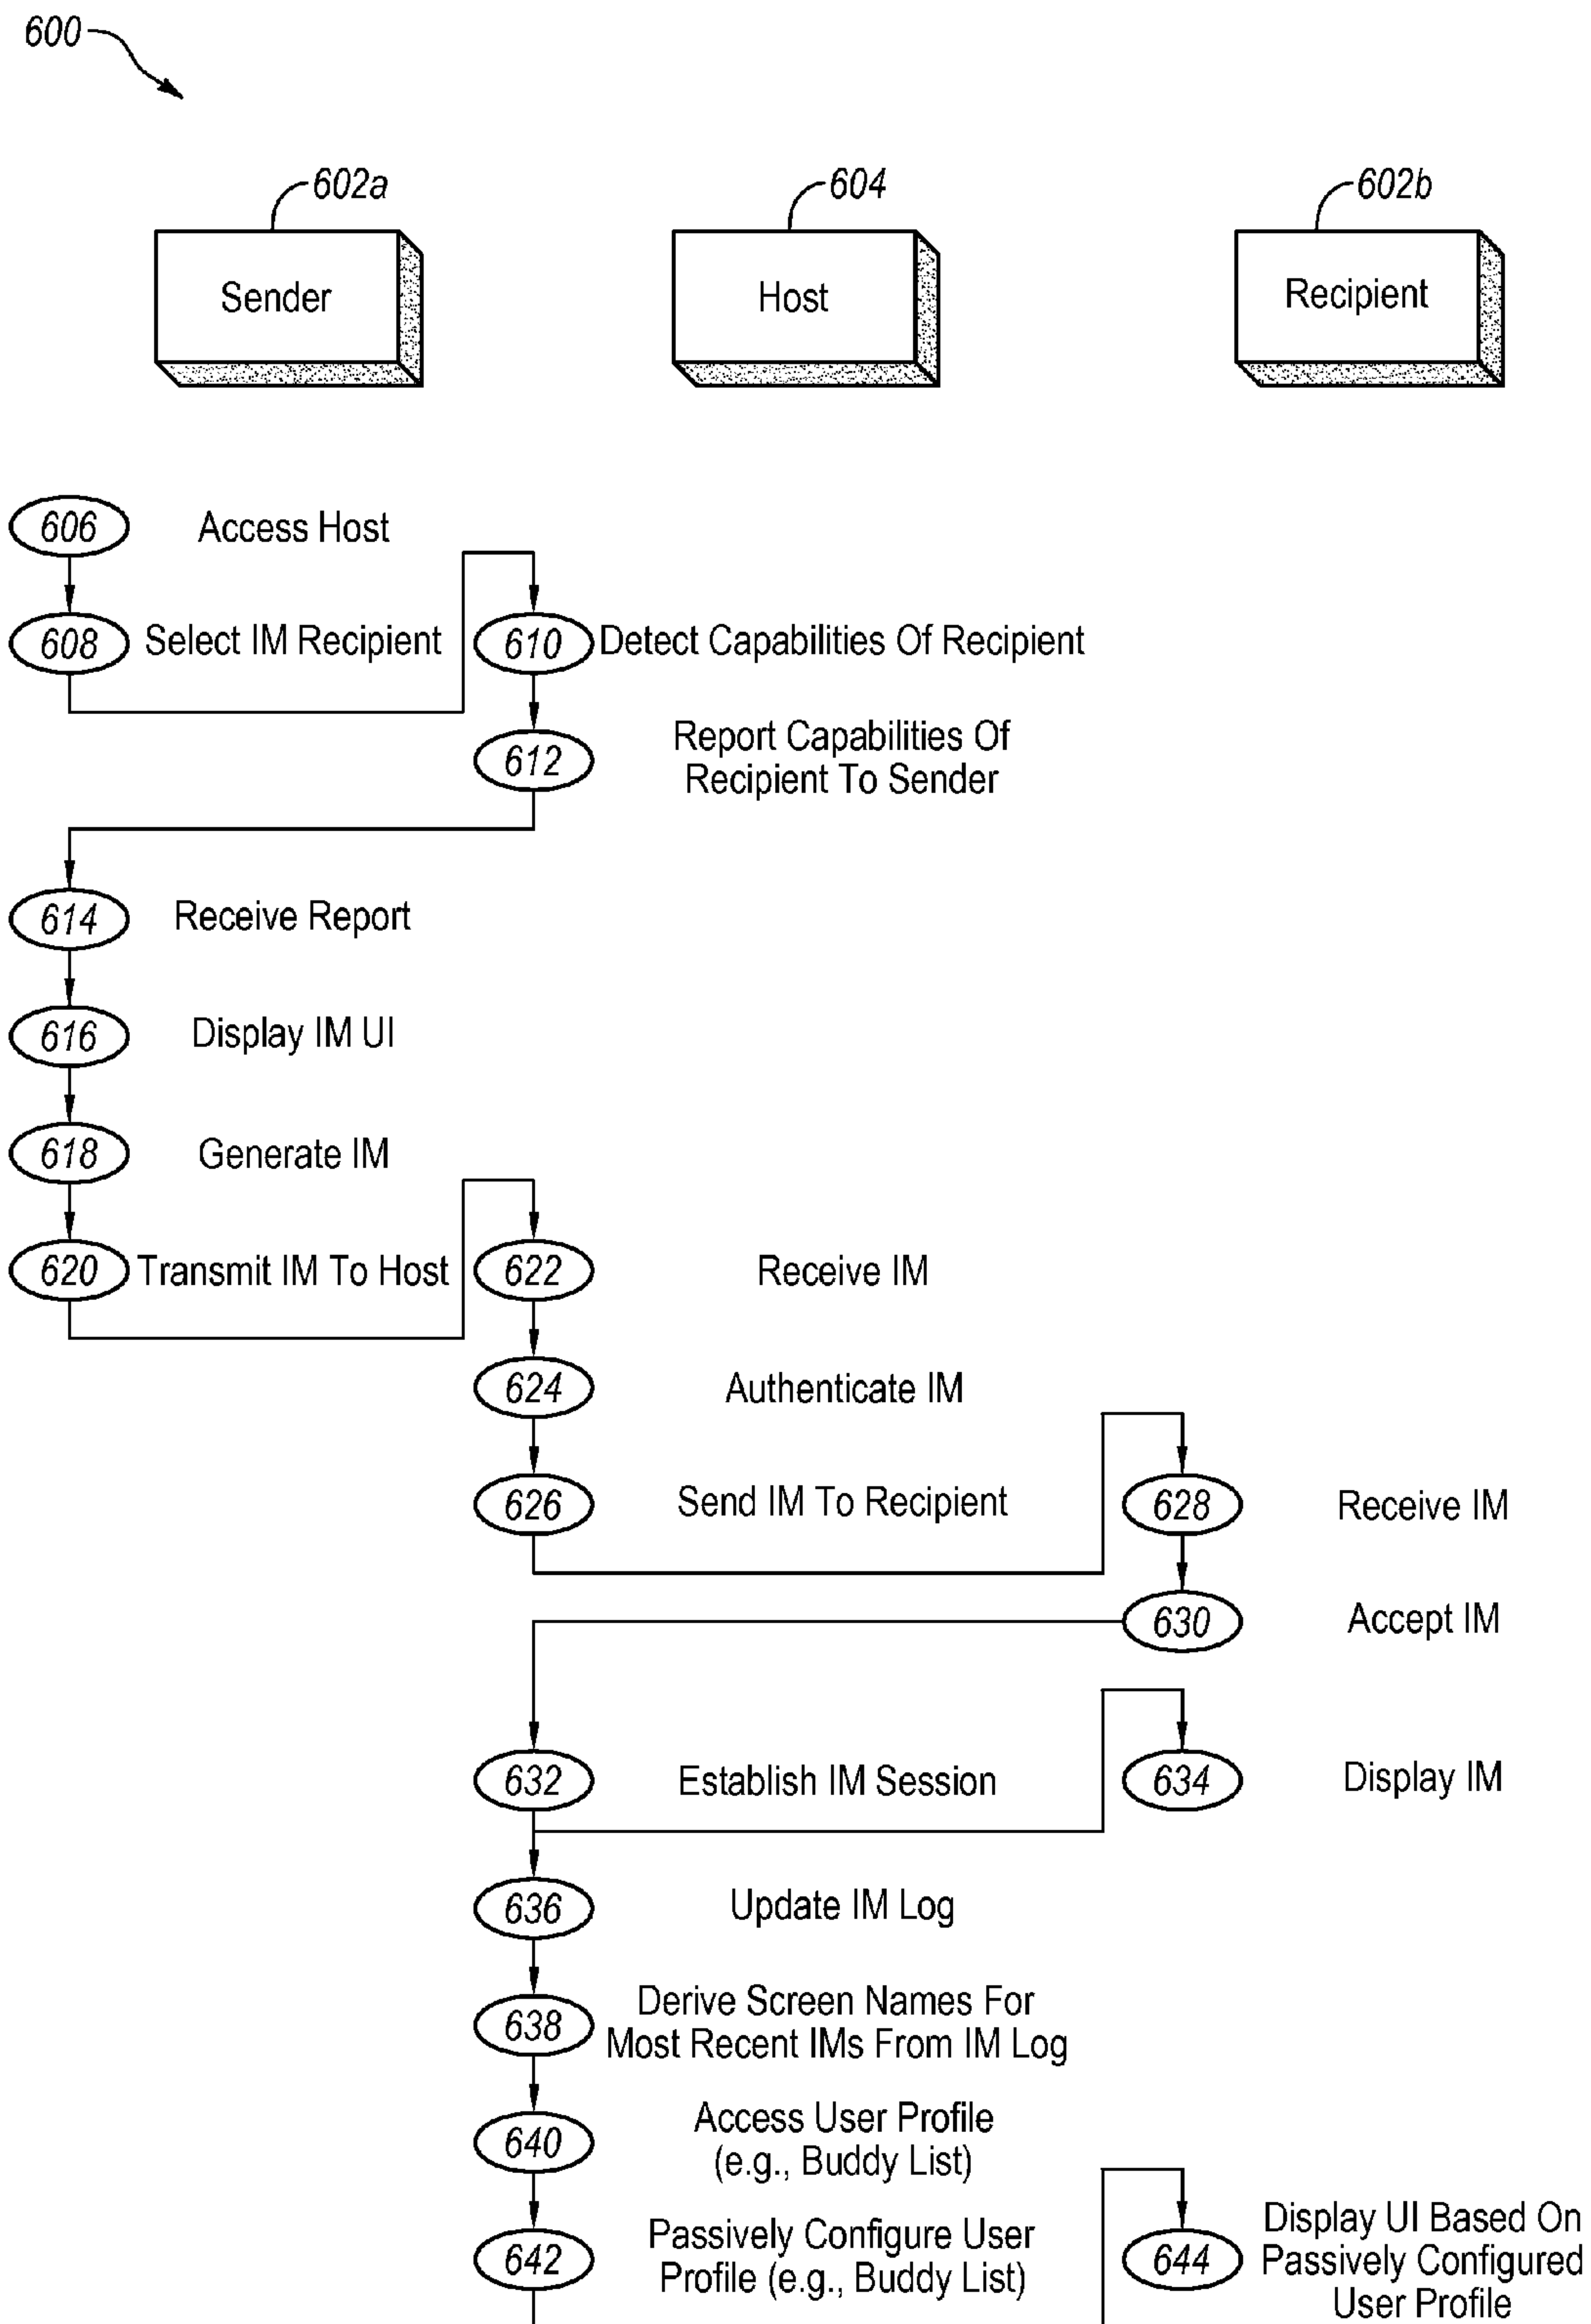 600
602a
604
602b
Sender
Host
Recipient
606 Access Host
608 Select IM Recipient 610 Detect Capabilities Of Recipient
612 Report Capabilities Of
Recipient To Sender
614 Receive Report
616 Display IM UI
618 Generate IM
620 Transmit IM To Host 622 Receive IM
624 Authenticate IM
626 Send IM To Recipient 628 Receive IM
630 Accept IM
632 Establish IM Session 634 Display IM
636 Update IM Log
638 Derive Screen Names For
Most Recent IMs From IM Log
640 Access User Profile
(e.g., Buddy List)
642 Passively Configure User
Profile (e.g., Buddy List)
644 Display UI Based On
Passively Configured
User Profile